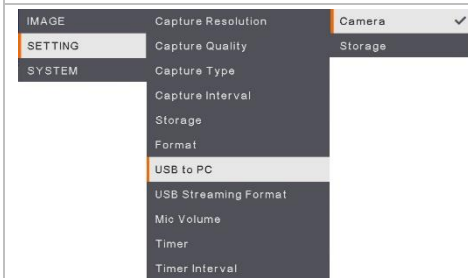 IMAGE
SETTING
SYSTEM
Capture Resolution
Capture Quality
Capture Type
Capture Interval
Storage
Format
USB to PC
USB Streaming Format
Mic Volume
Timer
Timer Interval
Camera
Storage